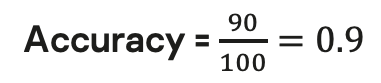 Accuracy = 90/100 = 0.9